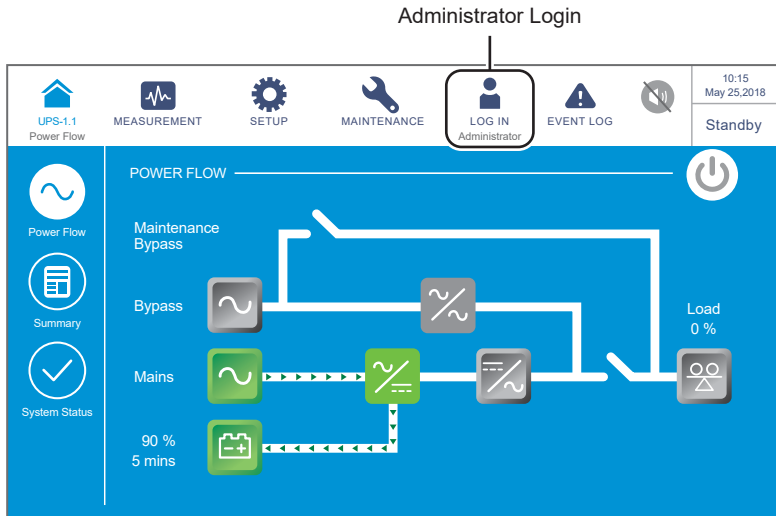 Administrator Login
UPS-1.1
Power Flow
MEASUREMENT
SETUP
MAINTENANCE
LOG IN
Administrator
EVENT LOG
10:15
May 25,2018
Standby
Power Flow
Summary
System Status
POWER FLOW
Maintenance
Bypass
Bypass
Mains
90 %
5 mins
Load
0 %